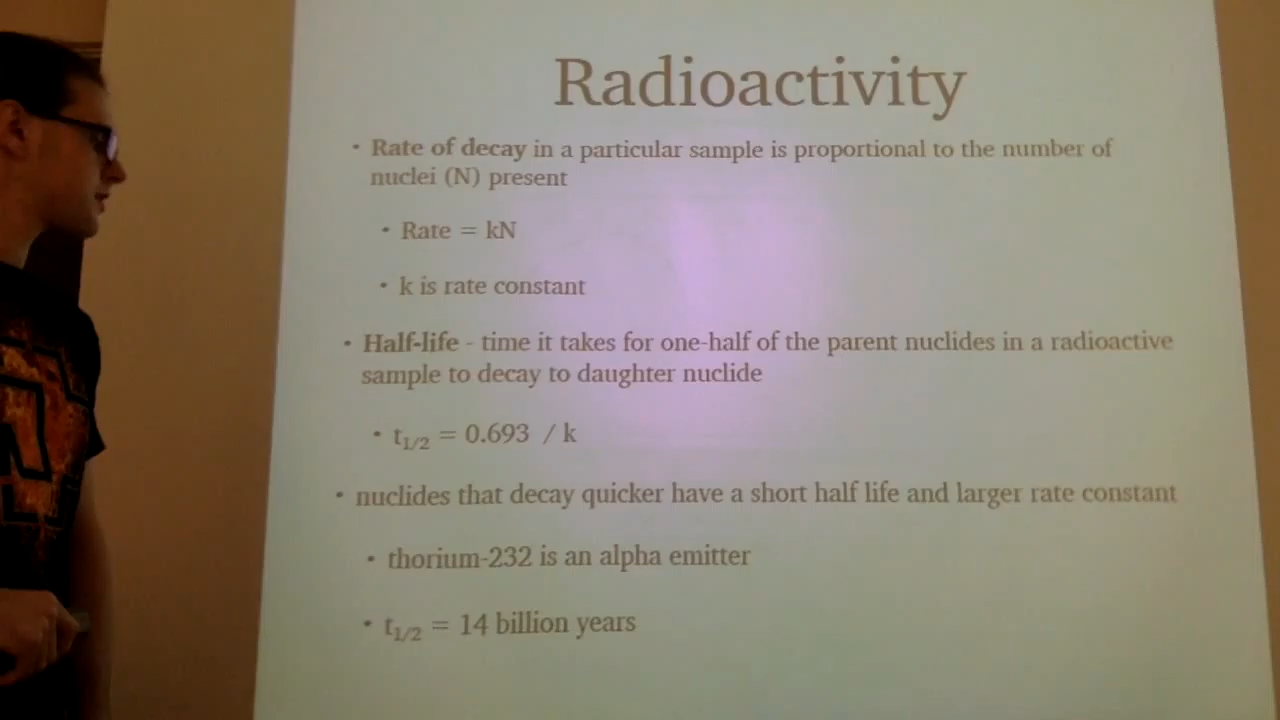 Radioactivity
• Rate of decay in a particular sample is proportional to the number of
nuclei (N) present
• Rate = kN
• k is rate constant
• Half-life - time it takes for one-half of the parent nuclides in a radioactive
sample to decay to daughter nuclide
• t1/2 = 0.693 / k
• nuclides that decay quicker have a short half life and larger rate constant
• thorium-232 is an alpha emitter
• t1/2 = 14 billion years